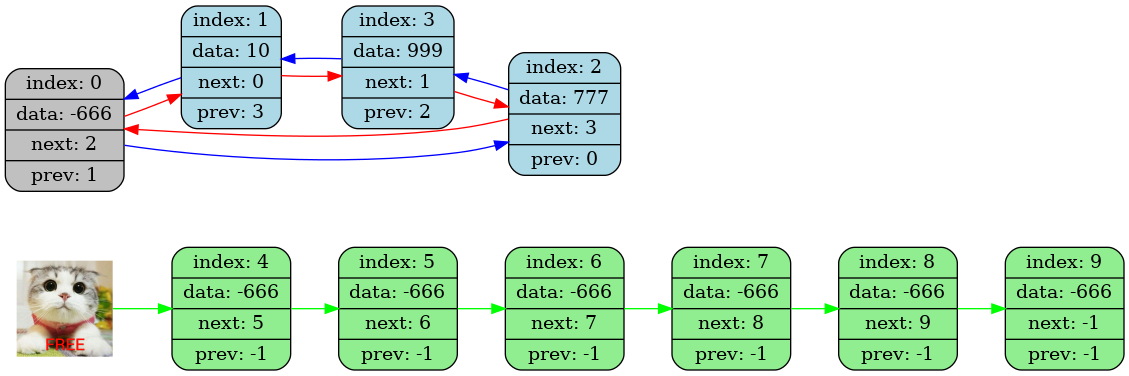 index: 0
data: -666
next: 2
prev: 1
index: 1
data: 10
next: 0
prev: 3
index: 3
data: 999
next: 1
prev: 2
index: 2
data: 777
next: 3
prev: 0
FREE
index: 4
data: -666
next: 5
prev: -1
index: 5
data: -666
next: 6
prev: -1
index: 6
data: -666
next: 7
prev: -1
index: 7
data: -666
next: 8
prev: -1
index: 8
data: -666
next: 9
prev: -1
index: 9
data: -666
next: -1
prev: -1